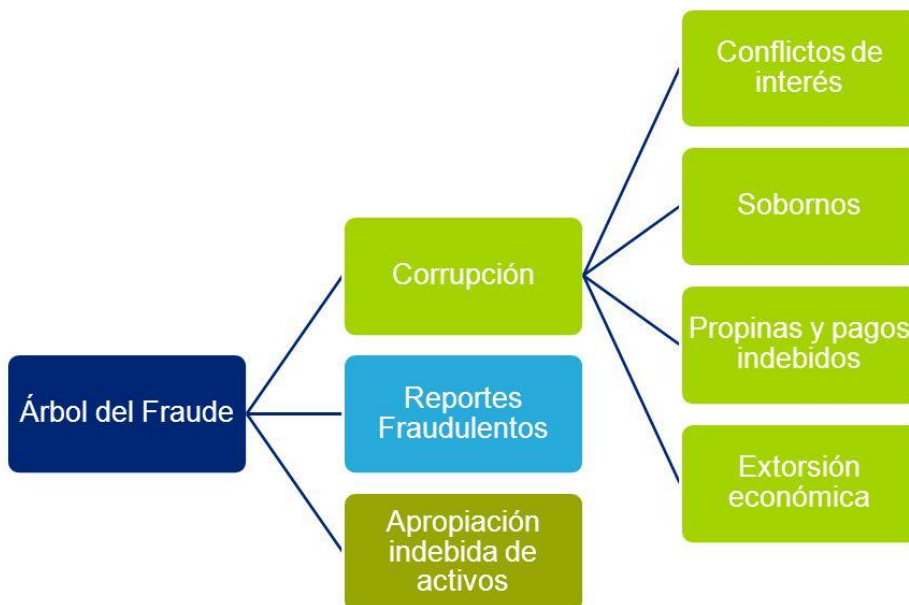 Árbol del Fraude
Corrupción
Reportes
Fraudulentos
Apropiación
indebida de
activos
Conflictos de
interés
Sobornos
Propinas y pagos
indebidos
Extorsión
económica